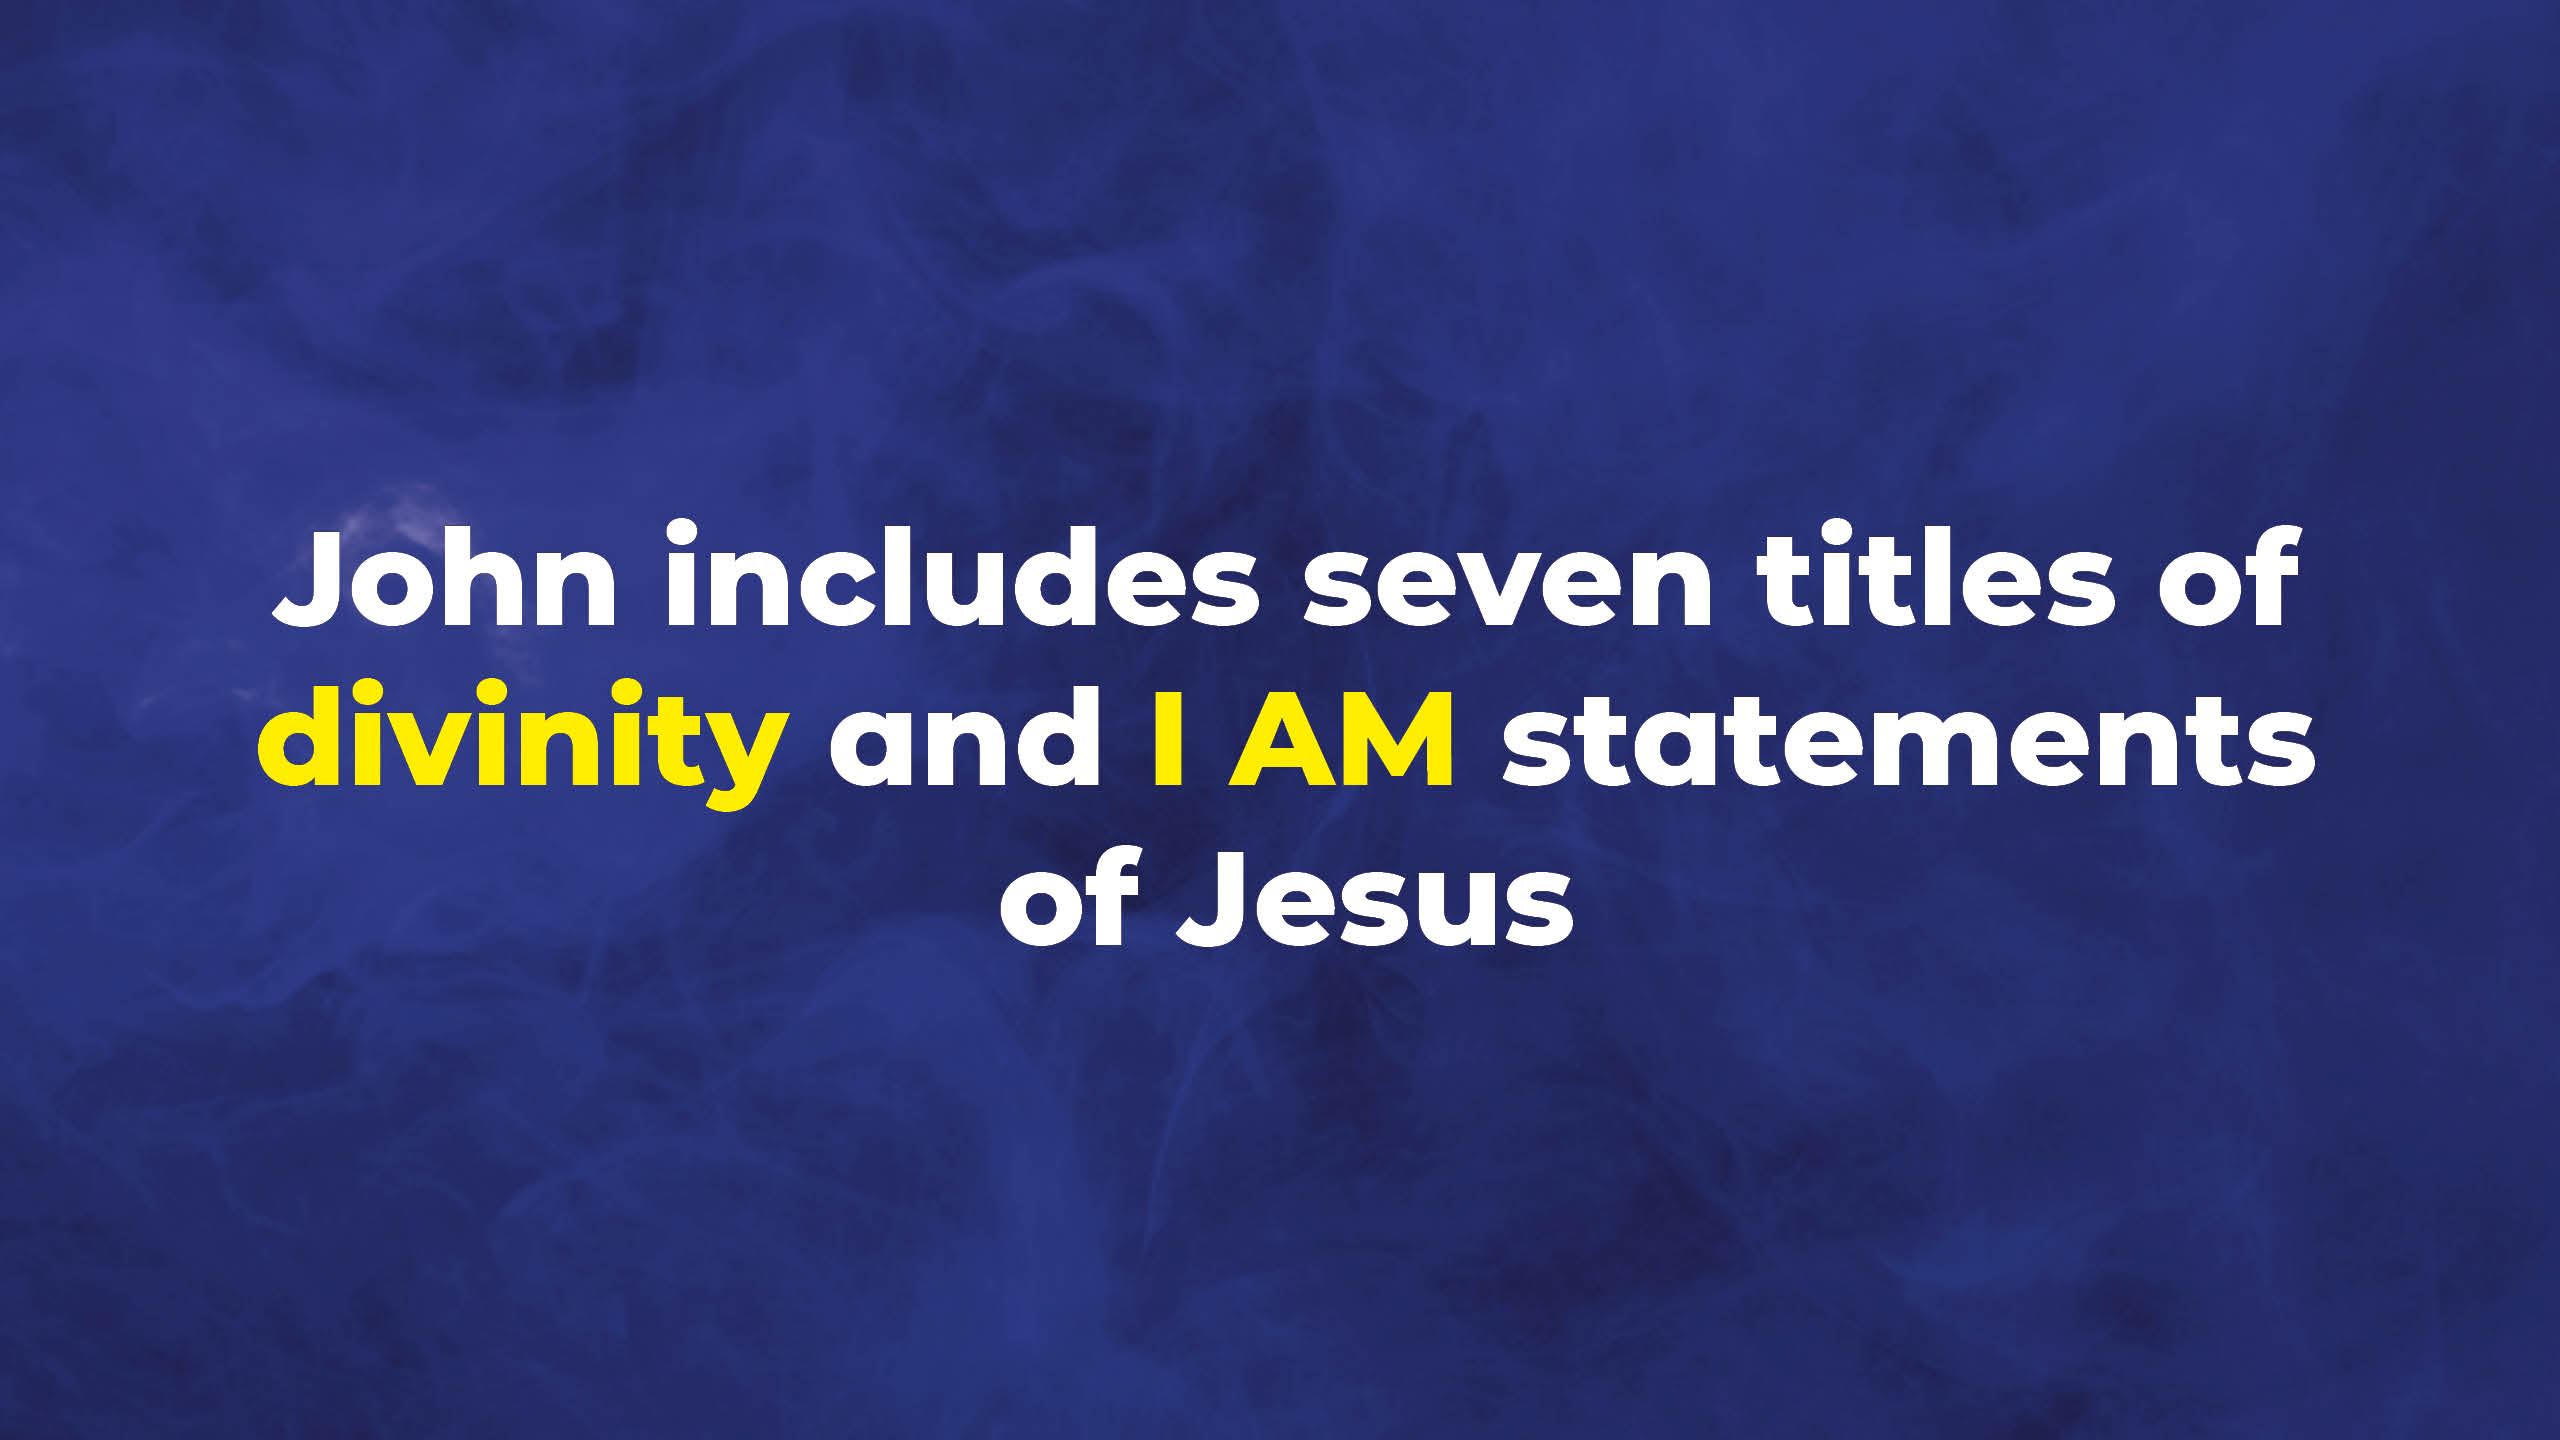 John includes seven titles of
divinity and I AM statements
of Jesus